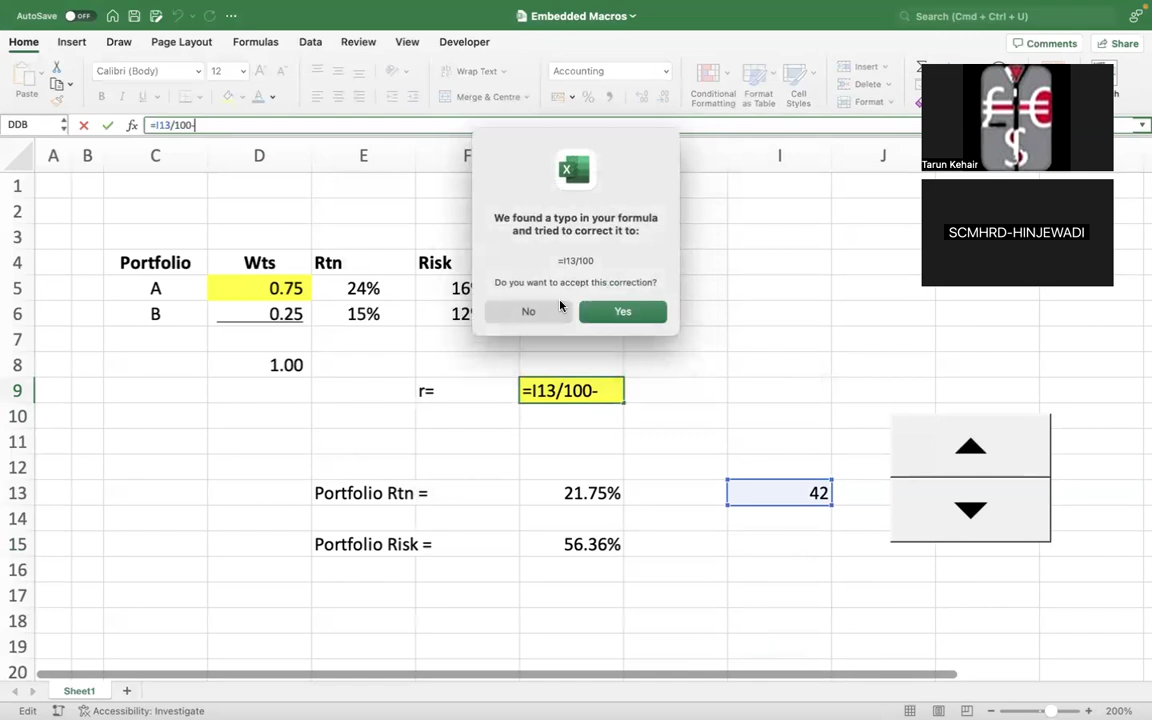 AutoSave OFF Embedded Macros Search (Cmd + Ctrl + U)
Home Insert Draw Page Layout Formulas Data Review View Developer Comments Share
Paste Calibri (Body) 12 A A Wrap Text Accounting Insert
B I U A Merge & Centre Conditional Formatting Format as Table Cell Styles Delete
Format
DDB fx =I13/100-
A B C D E F I J
Tarun Kehair
SCMHRD-HINJEWADI
We found a typo in your formula
and tried to correct it to:
=I13/100
Do you want to accept this correction?
No Yes
1
2
3
4 Portfolio Wts Rtn Risk
5 A 0.75 24% 16
6 B 0.25 15% 12
7
8 1.00
9 r= =I13/100-
10
11
12
13 Portfolio Rtn = 21.75% 42
14
15 Portfolio Risk = 56.36%
16
17
18
19
20
Sheet1
Edit Accessibility: Investigate 200%